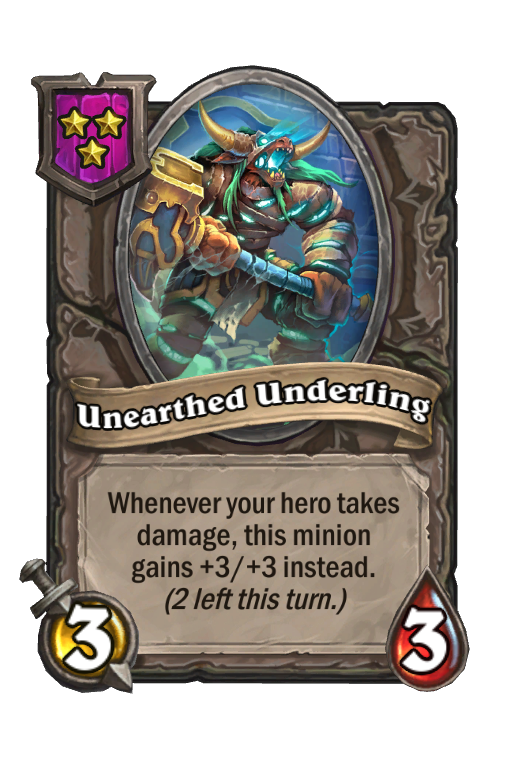 Unearthed Underling
Whenever your hero takes
damage, this minion
gains +3/+3 instead.
(2 left this turn.)
3
3